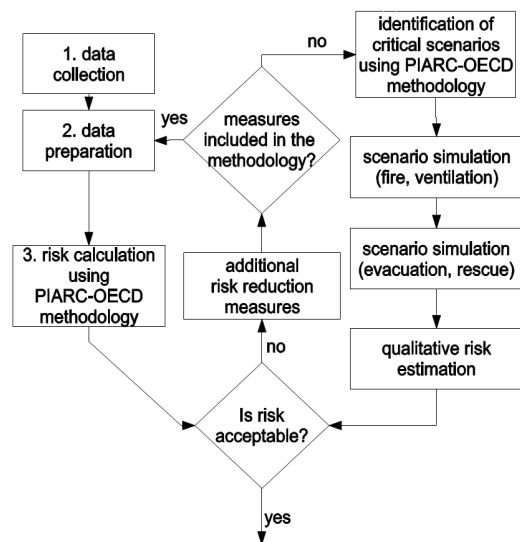 1. data
collection
2. data
preparation
3. risk calculation
using
PIARC-OECD
methodology
yes
measures
included in the
methodology?
no
additional
risk reduction
measures
no
Is risk
acceptable?
yes
identification of
critical scenarios
using PIARC-OECD
methodology
scenario simulation
(fire, ventilation)
scenario simulation
(evacuation, rescue)
qualitative risk
estimation